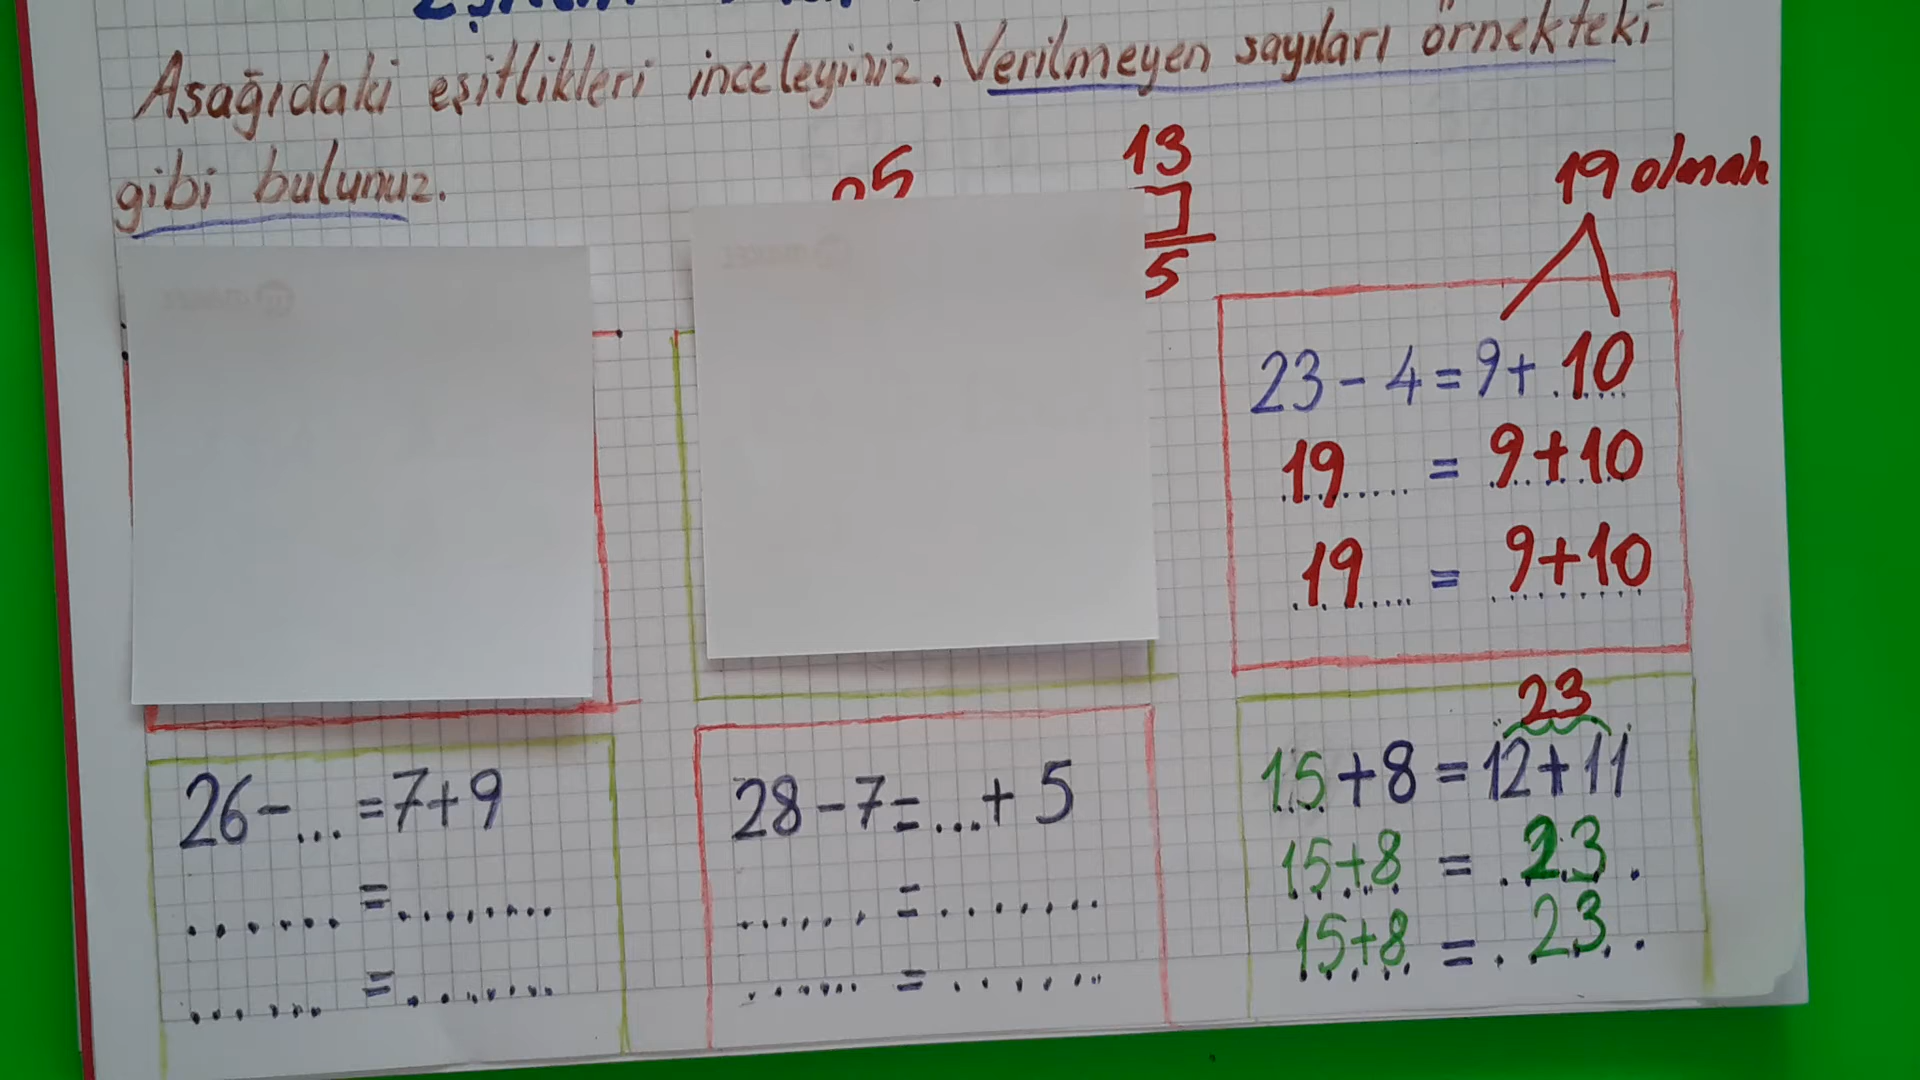 Aşağıdaki eşitlikleri inceleyiniz. Verilmeyen sayıları örnekteki
gibi bulunuz.
13
5
19 olmalı
23 - 4 = 9 + 10
19 = 9 + 10
19 = 9 + 10
26 - ... = 7 + 9
....... = ........
...... = ........
28 - 7 = ... + 5
...... = ........
...... = .......
23
15 + 8 = 12 + 11
15 + 8 = 23
15 + 8 = 23